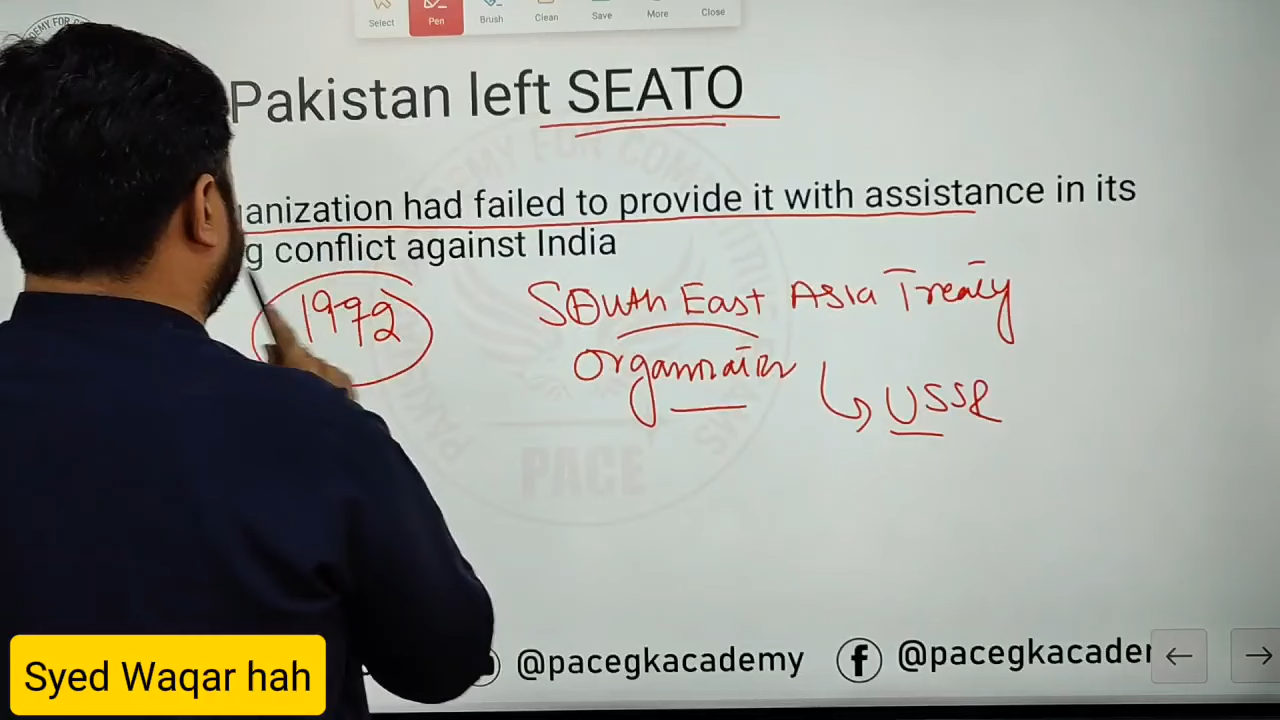 Select Pen Brush Clean Save More Close
Pakistan left SEATO
anization had failed to provide it with assistance in its
g conflict against India
1972
SOuth East Asia Treaty
Organization
USSR
PACE
@pacegkacademy
@pacegkacader
Syed Waqar hah